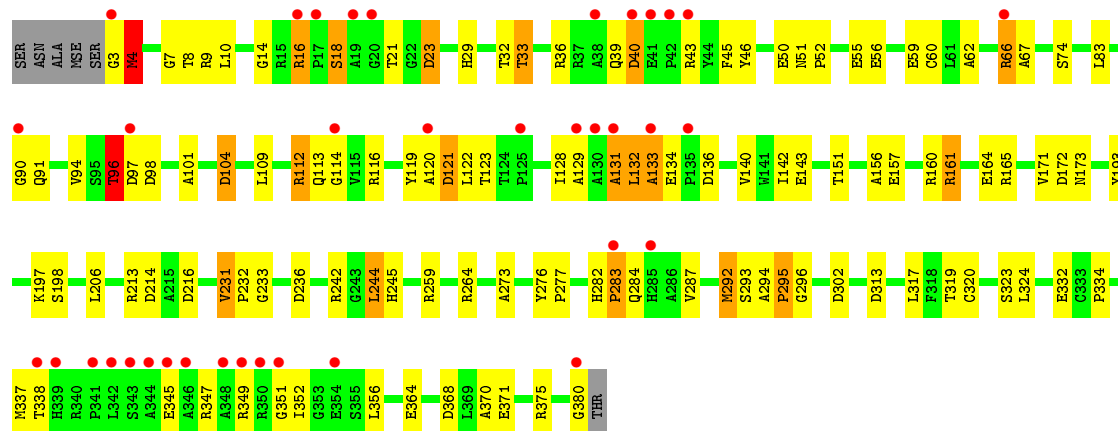 SER ASN ALA MSE SER G3 M4 G7 T8 R9 L10 G14 R15 R16 P17 S18 A19 G20 T21 G22 D23 H29 T32 T33 R36 R37 A38 Q39 D40 E41 P42 R43 Y44 F45 Y46 E50 N51 P52 E55 E56 E59 C60 L61 A62 R66 A67 S74 L83
G90 Q91 V94 S95 T96 D97 D98 A101 D104 L109 R112 Q113 G114 V115 R116 Y119 A120 D121 L122 T123 T124 P125 I128 A129 A130 A131 L132 A133 E134 P135 D136 V140 W141 I142 E143 T151 A156 E157 R160 R161 E164 R165 V171 D172 N173 Y193
K197 S198 L206 R213 D214 A215 D216 V231 P232 G233 D236 R242 G243 L244 H245 R259 R264 A273 Y276 P277 H282 P283 Q284 H285 A286 V287 M292 S293 A294 P295 G296 D302 D313 L317 F318 T319 C320 S323 L324 E332 C333 P334
M337 T338 H339 R340 P341 L342 S343 A344 E345 A346 R347 A348 R349 R350 G351 I352 G353 E354 S355 L356 E364 D368 L369 A370 E371 R375 G380 THR